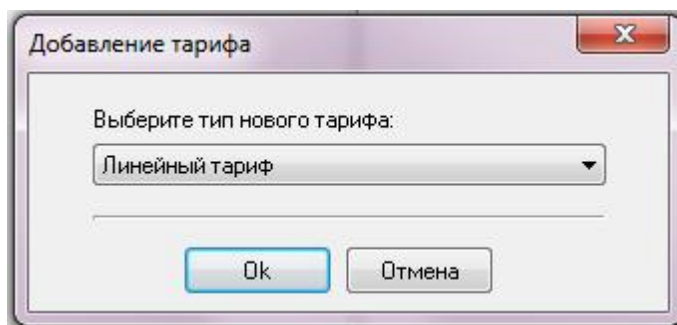 Добавление тарифа
Выберите тип нового тарифа:
Линейный тариф
Ok
Отмена